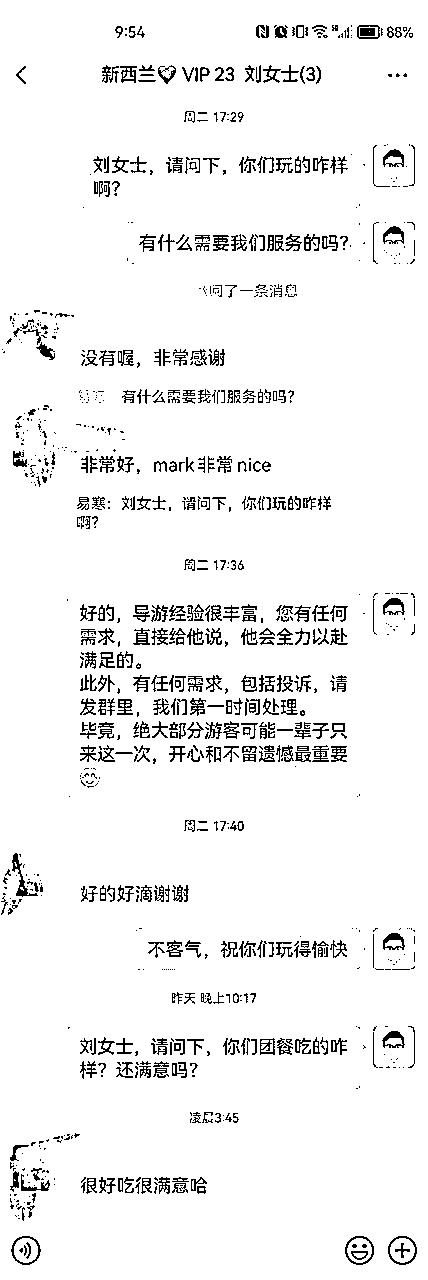 9:54
88%
新西兰 VIP 23 刘女士(3)
周二 17:29
刘女士，请问下，你们玩的咋样
啊？
有什么需要我们服务的吗？
回了一条消息
没有喔，非常感谢
有什么需要我们服务的吗？
非常好，mark非常nice
易寒：刘女士，请问下，你们玩的咋样
啊？
周二 17:36
好的，导游经验很丰富，您有任何
需求，直接给他说，他会全力以赴
满足的。
此外，有任何需求，包括投诉，请
发群里，我们第一时间处理。
毕竟，绝大部分游客可能一辈子只
来这一次，开心和不留遗憾最重要
😊
周二 17:40
好的好滴谢谢
不客气，祝你们玩得愉快
昨天 晚上10:17
刘女士，请问下，你们团餐吃的咋
样？还满意吗？
凌晨3:45
很好吃很满意哈